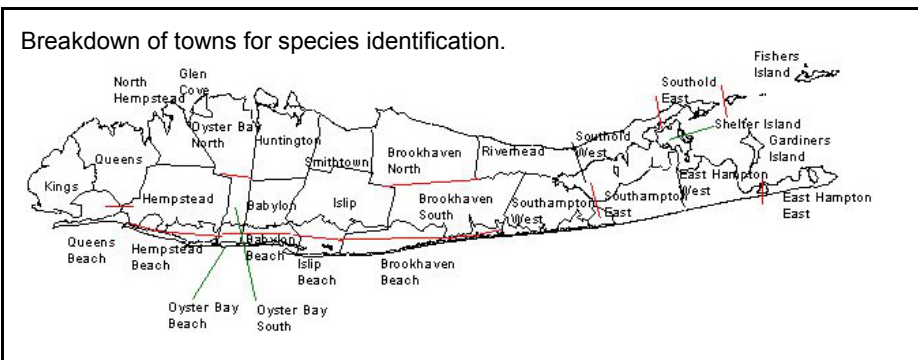 Breakdown of towns for species identification.
Fishers
Island
Glen
Cove
North
Hempstead
Southold
East
Shelter Island
Oyster Bay
North
Huntington
Smithtown
Brookhaven
North
Riverhead
Southold
West
Gardiners
Island
Queens
Kings
Hempstead
Babylon
Islip
Brookhaven
South
Southampton
West
Southampton
East
East Hampton
West
East Hampton
East
Queens
Beach
Hempstead
Beach
Babylon
Beach
Islip
Beach
Brookhaven
Beach
Oyster Bay
Beach
Oyster Bay
South